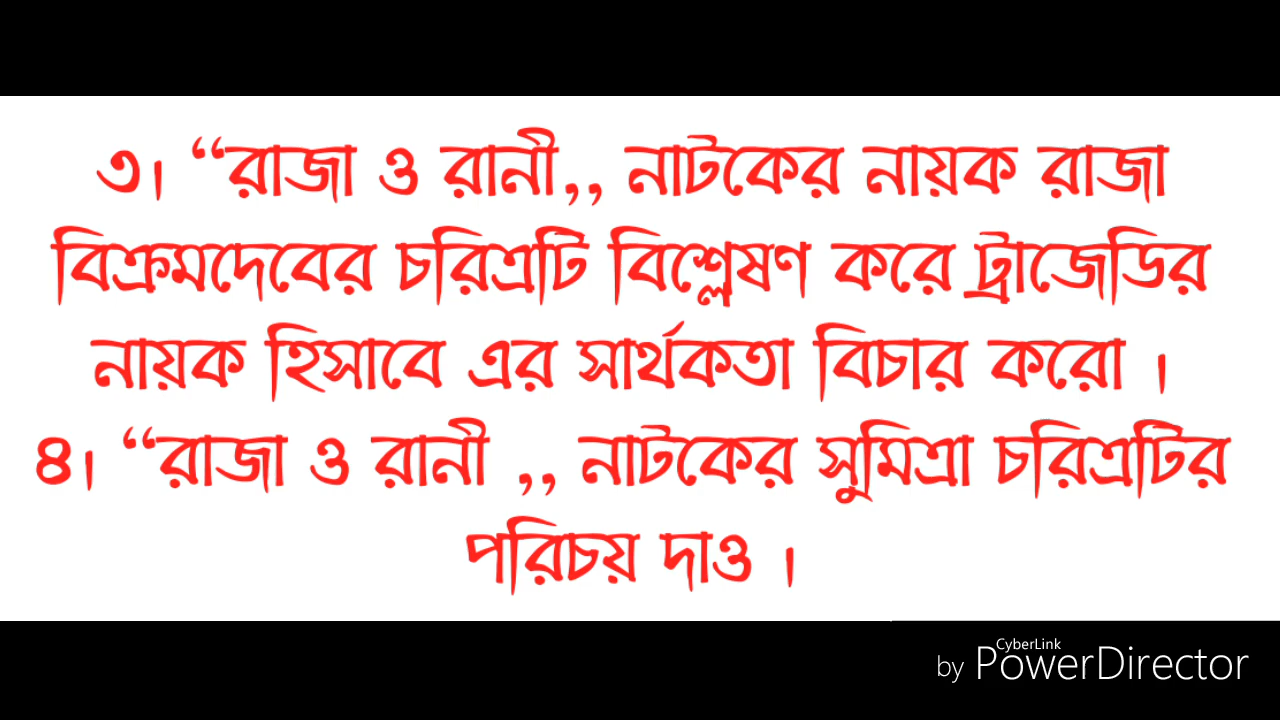 ৩। “রাজা ও রানী,, নাটকের নায়ক রাজা
বিক্রমদেবের চরিত্রটি বিশ্লেষণ করে ট্রাজেডির
নায়ক হিসাবে এর সার্থকতা বিচার করো ।
৪। “রাজা ও রানী ,, নাটকের সুমিত্রা চরিত্রটির
পরিচয় দাও ।
CyberLink
by PowerDirector